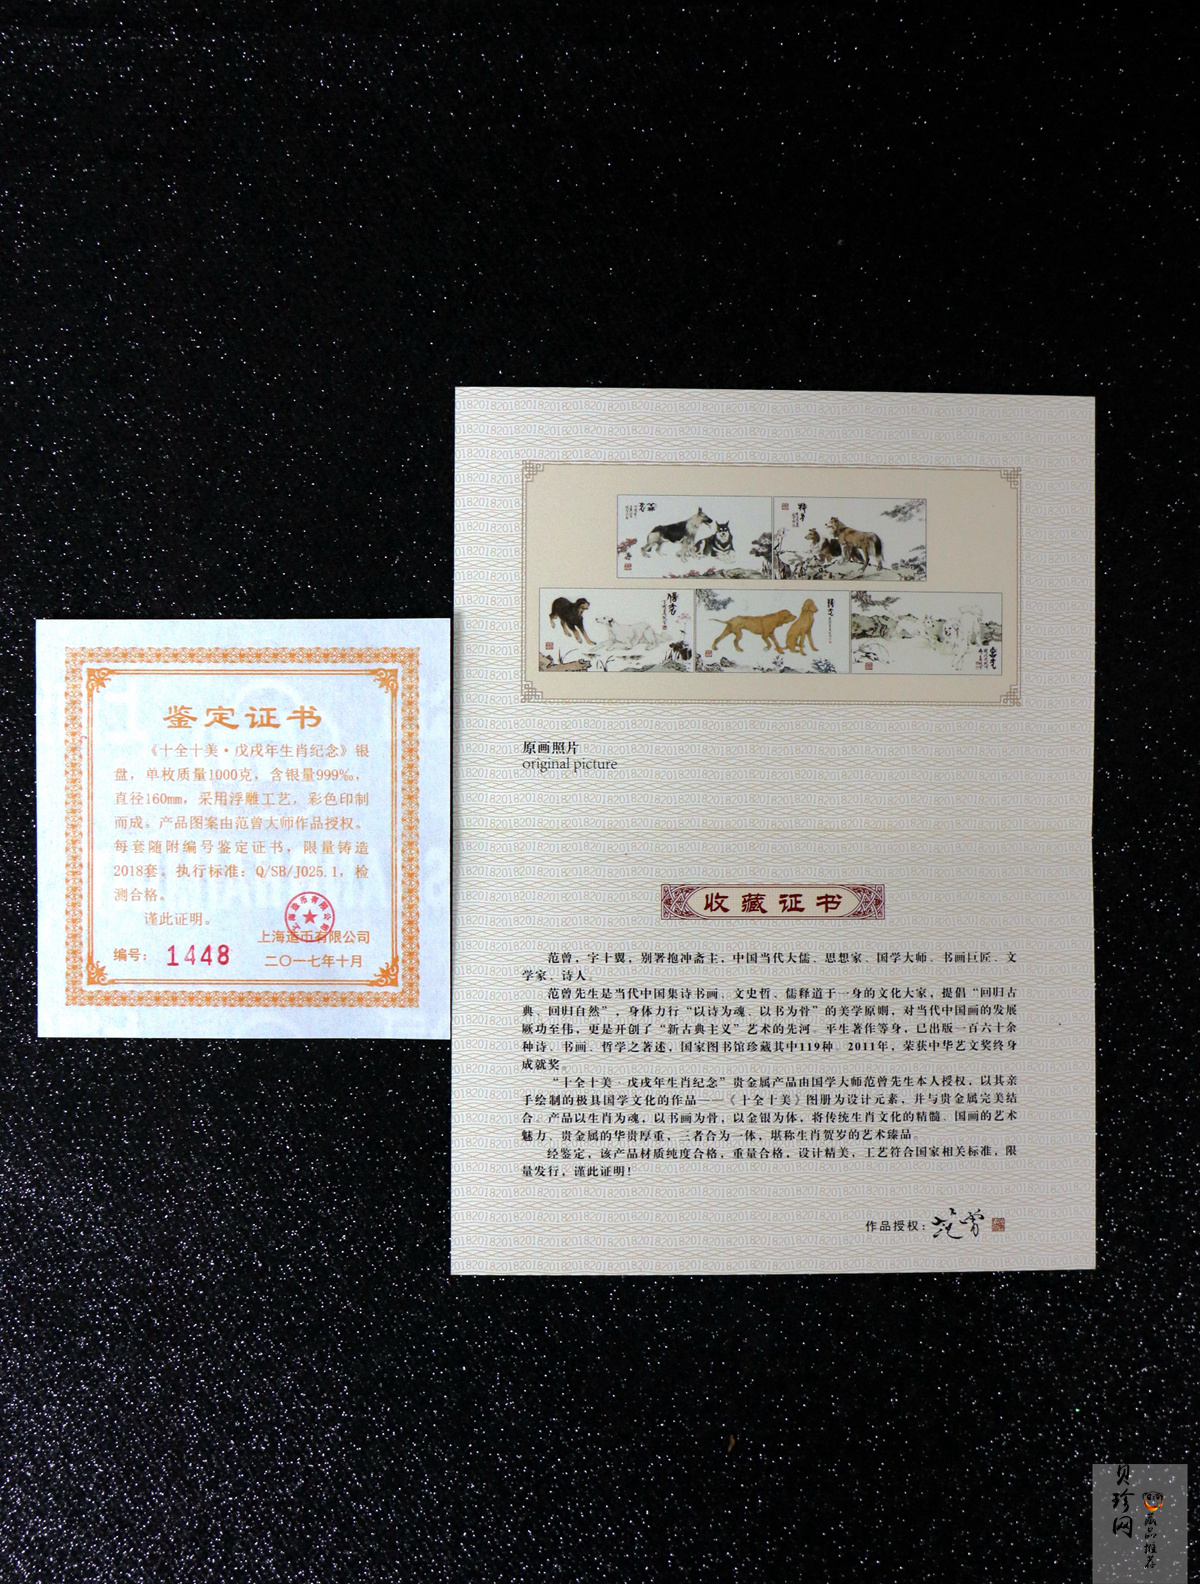 鉴定证书
《十全十美·戊戌年生肖纪念》银
盘，单枚质量1000克，含银量999‰，
直径160mm，采用浮雕工艺，彩色印制
而成。产品图案由范曾大师作品授权。
每套随附编号鉴定证书，限量铸造
2018套。执行标准：Q/SB/J025.1，检
测合格。
谨此证明。
上海造币有限公司
编号： 1448 二〇一七年十月
原画照片
original picture
收藏证书
范曾，字十翼，别署抱冲斋主，中国当代大儒、思想家、国学大师、书画巨匠、文
学家、诗人。
范曾先生是当代中国集诗书画、文史哲、儒释道于一身的文化大家，提倡“回归古
典、回归自然”，身体力行“以诗为魂、以书为骨”的美学原则，对当代中国画的发展
厥功至伟，更是开创了“新古典主义”艺术的先河。平生著作等身，已出版一百六十余
种诗、书画、哲学之著述，国家图书馆珍藏其中119种。2011年，荣获中华艺文奖终身
成就奖。
“十全十美·戊戌年生肖纪念”贵金属产品由国学大师范曾先生本人授权，以其亲
手绘制的极具国学文化的作品——《十全十美》图册为设计元素，并与贵金属完美结
合。产品以生肖为魂，以书画为骨，以金银为体，将传统生肖文化的精髓、国画的艺术
魅力、贵金属的华贵厚重，三者合为一体，堪称生肖贺岁的艺术臻品。
经鉴定，该产品材质纯度合格，重量合格，设计精美，工艺符合国家相关标准，限
量发行，谨此证明！
作品授权：范曾
贝珍网
藏品推荐